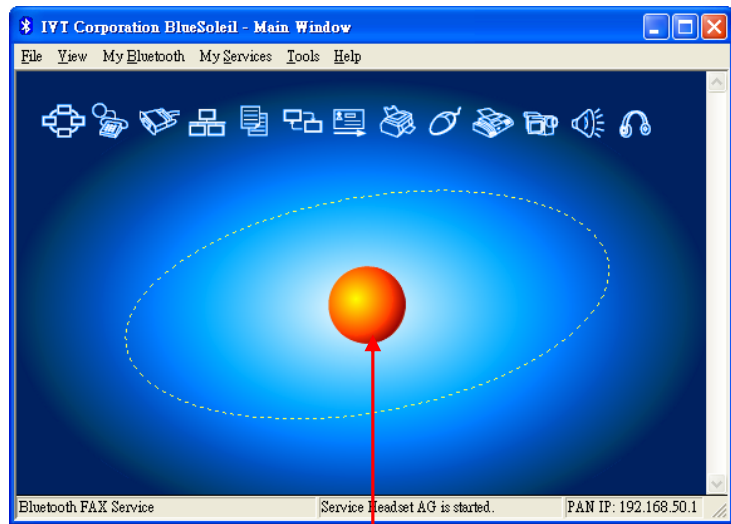 IVT Corporation BlueSoleil - Main Window
File View My Bluetooth My Services Tools Help
Bluetooth FAX Service Service Headset AG is started. PAN IP: 192.168.50.1